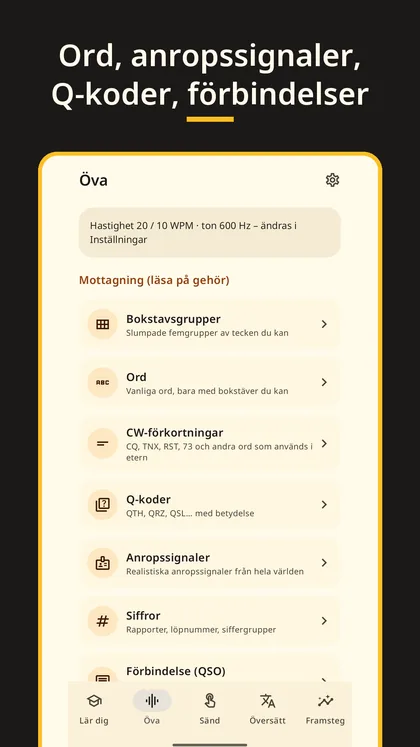 Ord, anropssignaler,
Q-koder, förbindelser
Öva
Hastighet 20 / 10 WPM · ton 600 Hz – ändras i
Inställningar
Mottagning (läsa på gehör)
Bokstavsgrupper
Slumpade femgrupper av tecken du kan
ABC
Ord
Vanliga ord, bara med bokstäver du kan
CW-förkortningar
CQ, TNX, RST, 73 och andra ord som används i
etern
Q-koder
QTH, QRZ, QSL… med betydelse
Anropssignaler
Realistiska anropssignaler från hela världen
Siffror
Rapporter, löpnummer, siffergrupper
Förbindelse (QSO)
Lär dig
Öva
Sänd
Översätt
Framsteg